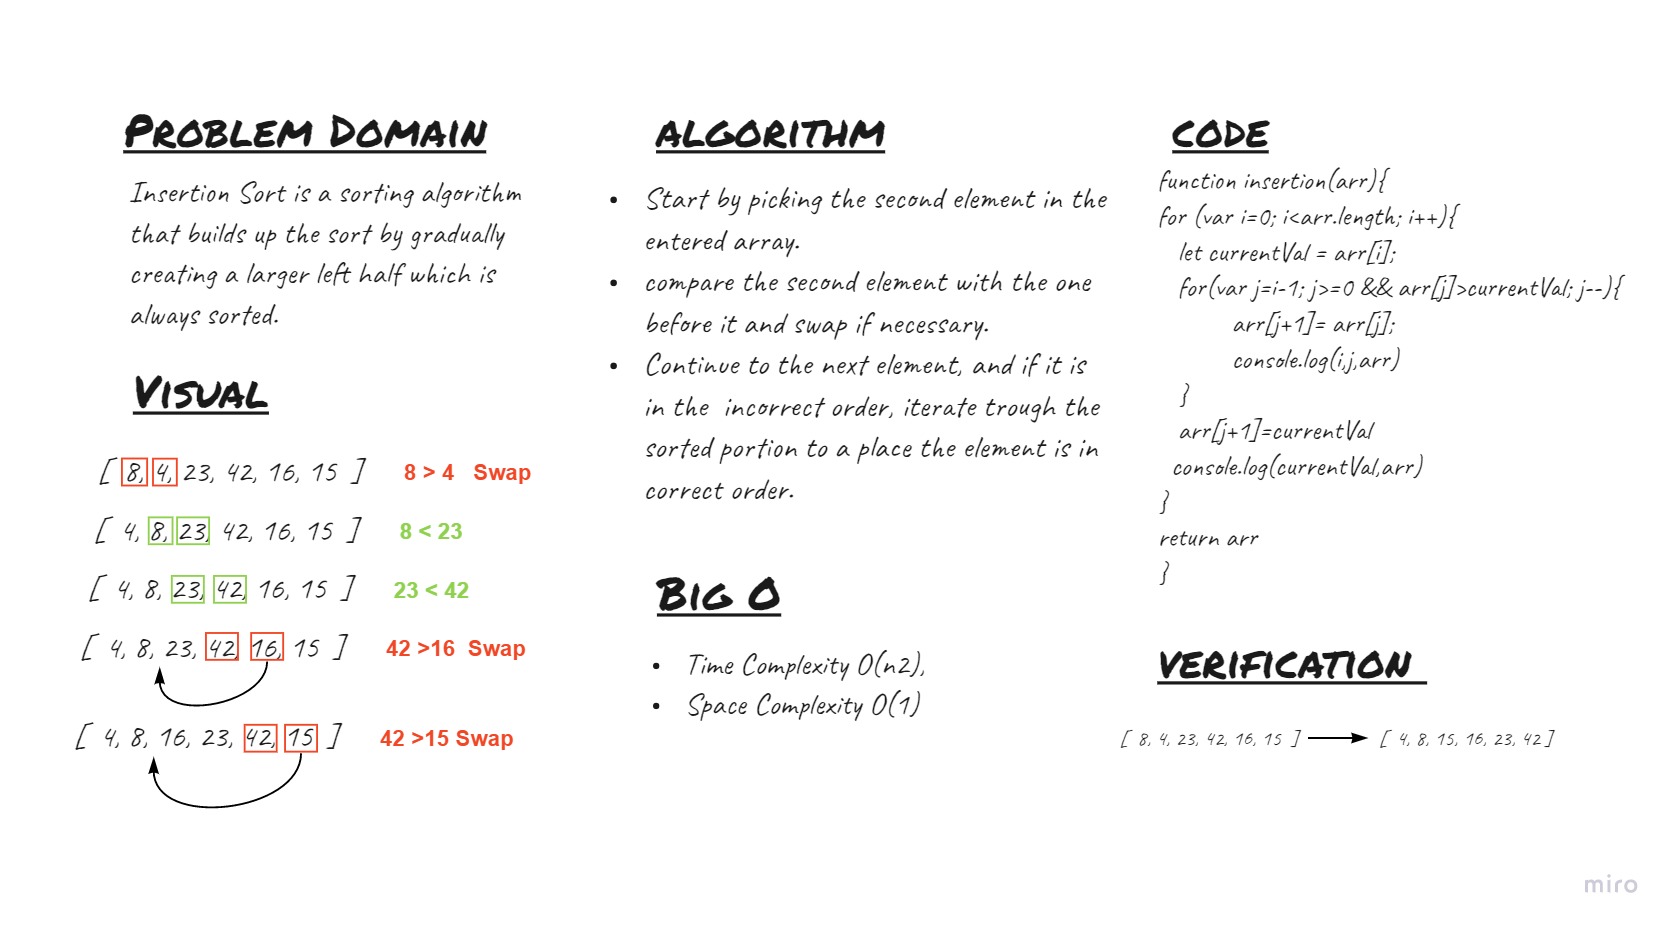 PROBLEM DOMAIN
Insertion Sort is a sorting algorithm
that builds up the sort by gradually
creating a larger left half which is
always sorted.
VISUAL
[ 8, 4, 23, 42, 16, 15 ] 8 > 4 Swap
[ 4, 8, 23, 42, 16, 15 ] 8 < 23
[ 4, 8, 23, 42, 16, 15 ] 23 < 42
[ 4, 8, 23, 42, 16, 15 ] 42 >16 Swap
[ 4, 8, 16, 23, 42, 15 ] 42 >15 Swap
ALGORITHM
• Start by picking the second element in the
entered array.
• compare the second element with the one
before it and swap if necessary.
• Continue to the next element, and if it is
in the incorrect order, iterate trough the
sorted portion to a place the element is in
correct order.
BIG O
• Time Complexity O(n2),
• Space Complexity O(1)
CODE
function insertion(arr){
for (var i=0; i<arr.length; i++){
let currentVal = arr[i];
for(var j=i-1; j>=0 && arr[j]>currentVal; j--){
arr[j+1]= arr[j];
console.log(i,j,arr)
}
arr[j+1]=currentVal
console.log(currentVal,arr)
}
return arr
}
VERIFICATION
[ 8, 4, 23, 42, 16, 15 ] [ 4, 8, 15, 16, 23, 42 ]
miro